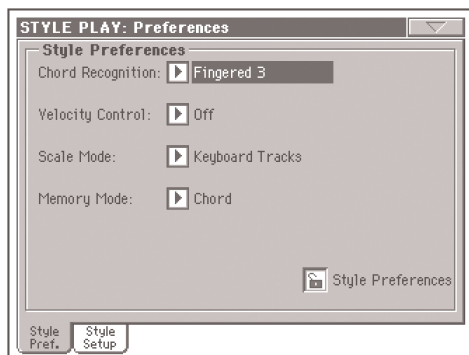 STYLE PLAY: Preferences
Style Preferences
Chord Recognition: Fingered 3
Velocity Control: Off
Scale Mode: Keyboard Tracks
Memory Mode: Chord
Style Preferences
Style Pref.
Style Setup